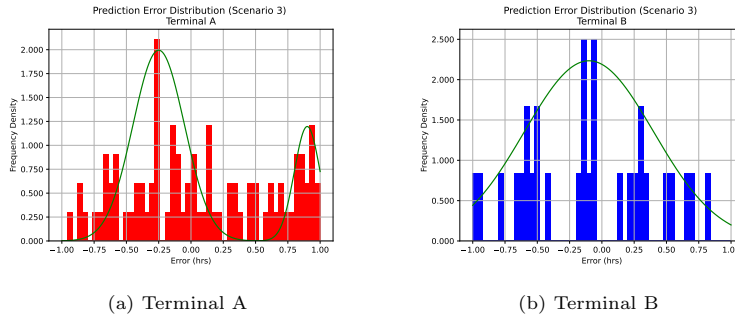 Prediction Error Distribution (Scenario 3)
Terminal A
Frequency Density
2.000
1.750
1.500
1.250
1.000
0.750
0.500
0.250
0.000
−1.00 −0.75 −0.50 −0.25 0.00 0.25 0.50 0.75 1.00
Error (hrs)
(a) Terminal A
Prediction Error Distribution (Scenario 3)
Terminal B
Frequency Density
2.500
2.000
1.500
1.000
0.500
0.000
−1.00 −0.75 −0.50 −0.25 0.00 0.25 0.50 0.75 1.0
Error (hrs)
(b) Terminal B